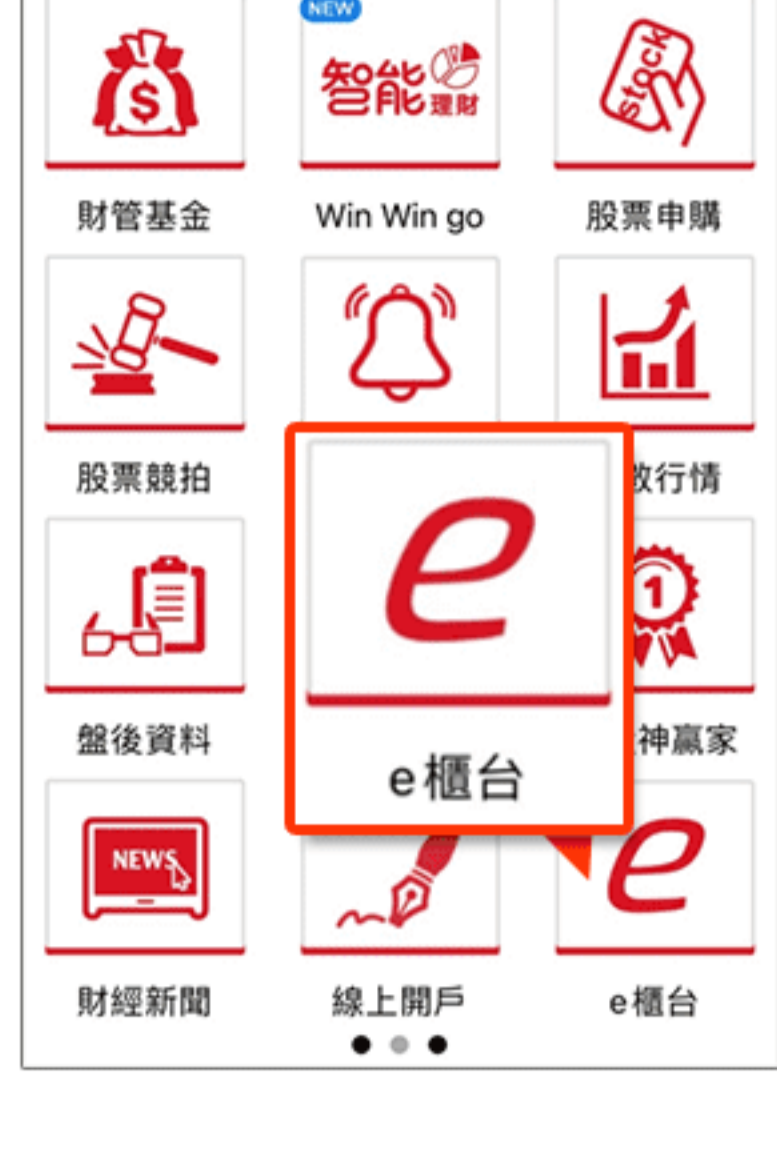 NEW
$
智能
理財
stock
財管基金
Win Win go
股票申購
股票競拍
行情
e
1
盤後資料
神贏家
e櫃台
NEWS
e
財經新聞
線上開戶
e櫃台